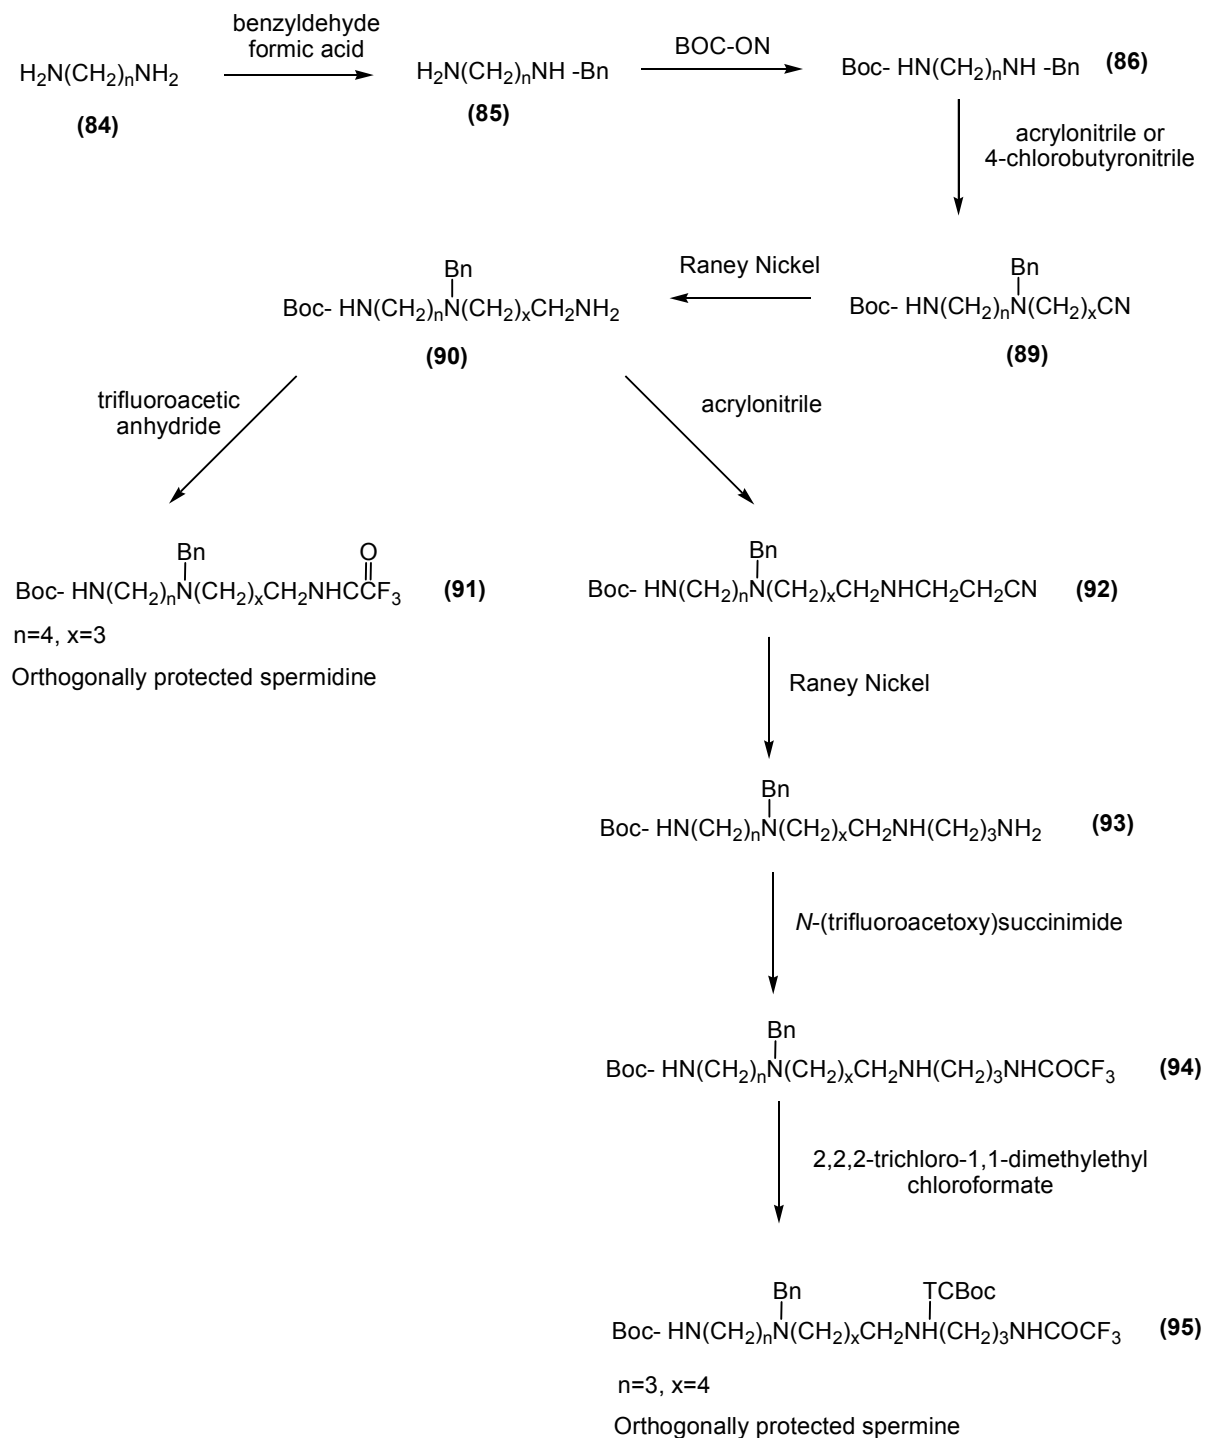 benzyldehyde
formic acid
BOC-ON
H₂N(CH₂)ₙNH₂
H₂N(CH₂)ₙNH -Bn
Boc- HN(CH₂)ₙNH -Bn
(86)
(84)
(85)
acrylonitrile or
4-chlorobutyronitrile
Bn
Raney Nickel
Bn
Boc- HN(CH₂)ₙN(CH₂)ₓCH₂NH₂
Boc- HN(CH₂)ₙN(CH₂)ₓCN
(90)
(89)
trifluoroacetic
anhydride
acrylonitrile
Bn
O
Boc- HN(CH₂)ₙN(CH₂)ₓCH₂NHCCF₃
(91)
n=4, x=3
Orthogonally protected spermidine
Bn
Boc- HN(CH₂)ₙN(CH₂)ₓCH₂NHCH₂CH₂CN
(92)
Raney Nickel
Bn
Boc- HN(CH₂)ₙN(CH₂)ₓCH₂NH(CH₂)₃NH₂
(93)
N-(trifluoroacetoxy)succinimide
Bn
Boc- HN(CH₂)ₙN(CH₂)ₓCH₂NH(CH₂)₃NHCOCF₃
(94)
2,2,2-trichloro-1,1-dimethylethyl
chloroformate
Bn
TCBoc
Boc- HN(CH₂)ₙN(CH₂)ₓCH₂NH(CH₂)₃NHCOCF₃
(95)
n=3, x=4
Orthogonally protected spermine